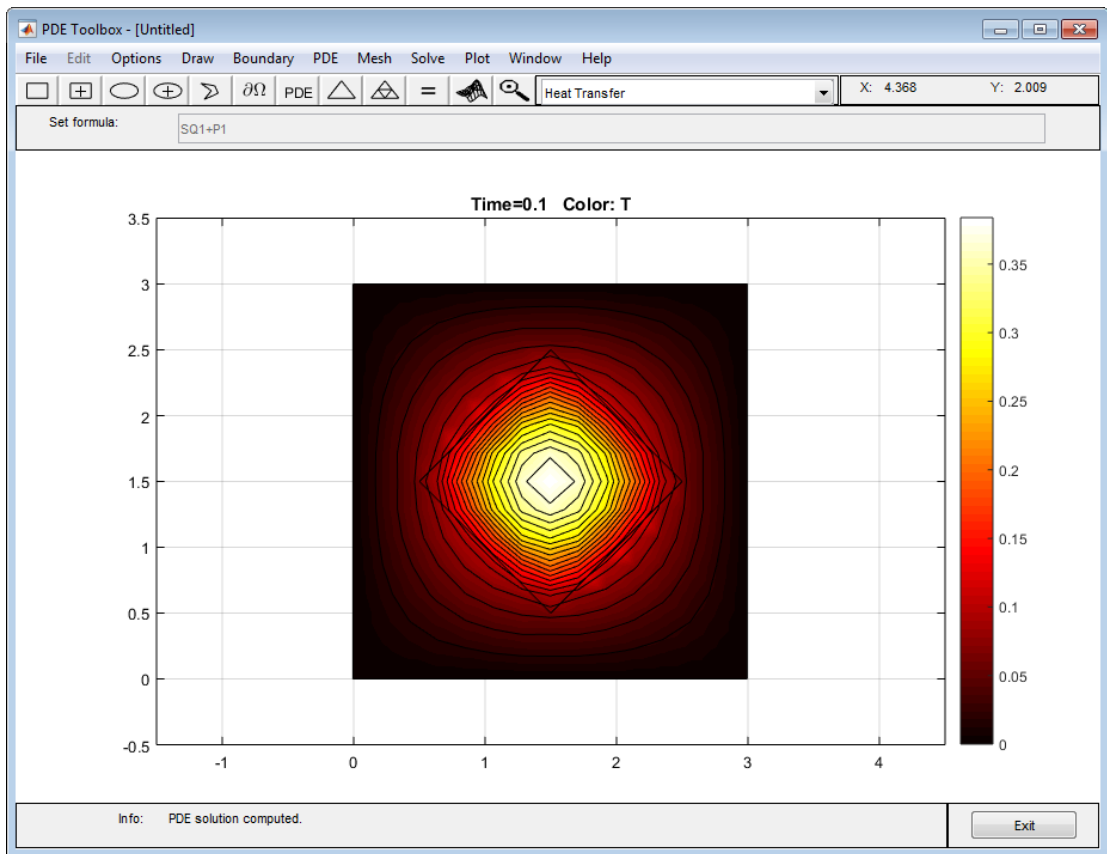 PDE Toolbox - [Untitled]
File Edit Options Draw Boundary PDE Mesh Solve Plot Window Help
∂Ω PDE = Heat Transfer X: 4.368 Y: 2.009
Set formula: SQ1+P1
Time=0.1 Color: T
3.5
3
2.5
2
1.5
1
0.5
0
-0.5
-1 0 1 2 3 4
0.35
0.3
0.25
0.2
0.15
0.1
0.05
0
Info: PDE solution computed.
Exit